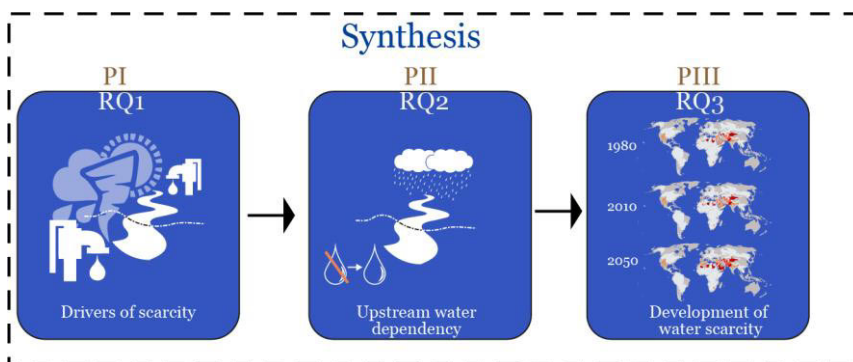 Synthesis
PI
RQ1
Drivers of scarcity
PII
RQ2
Upstream water
dependency
PIII
RQ3
1980
2010
2050
Development of
water scarcity